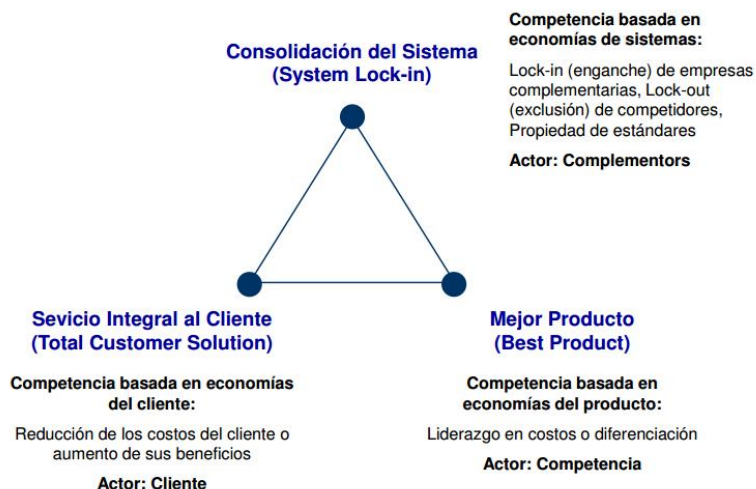 Consolidación del Sistema
(System Lock-in)
Competencia basada en
economías de sistemas:
Lock-in (enganche) de empresas
complementarias, Lock-out
(exclusión) de competidores,
Propiedad de estándares
Actor: Complementors
Sevicio Integral al Cliente
(Total Customer Solution)
Competencia basada en economías
del cliente:
Reducción de los costos del cliente o
aumento de sus beneficios
Actor: Cliente
Mejor Producto
(Best Product)
Competencia basada en
economías del producto:
Liderazgo en costos o diferenciación
Actor: Competencia